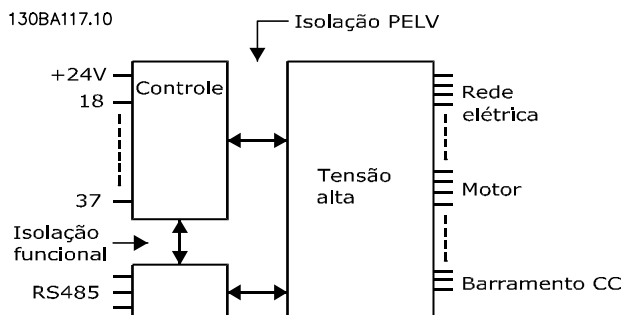 130BA117.10
Isolação PELV
+24V
18
37
Controle
Tensão
alta
Rede
elétrica
Motor
Barramento CC
Isolação
funcional
RS485